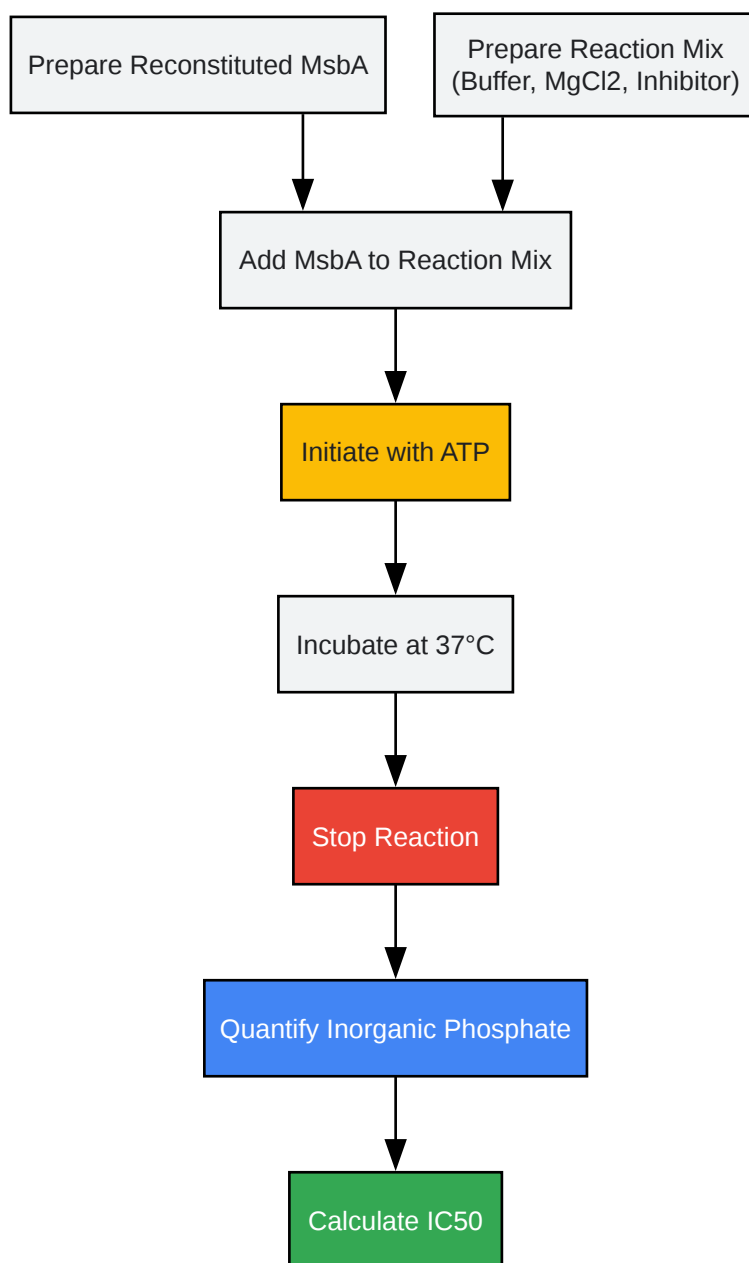 Prepare Reconstituted MsbA
Prepare Reaction Mix
(Buffer, MgCl2, Inhibitor)
Add MsbA to Reaction Mix
Initiate with ATP
Incubate at 37°C
Stop Reaction
Quantify Inorganic Phosphate
Calculate IC50